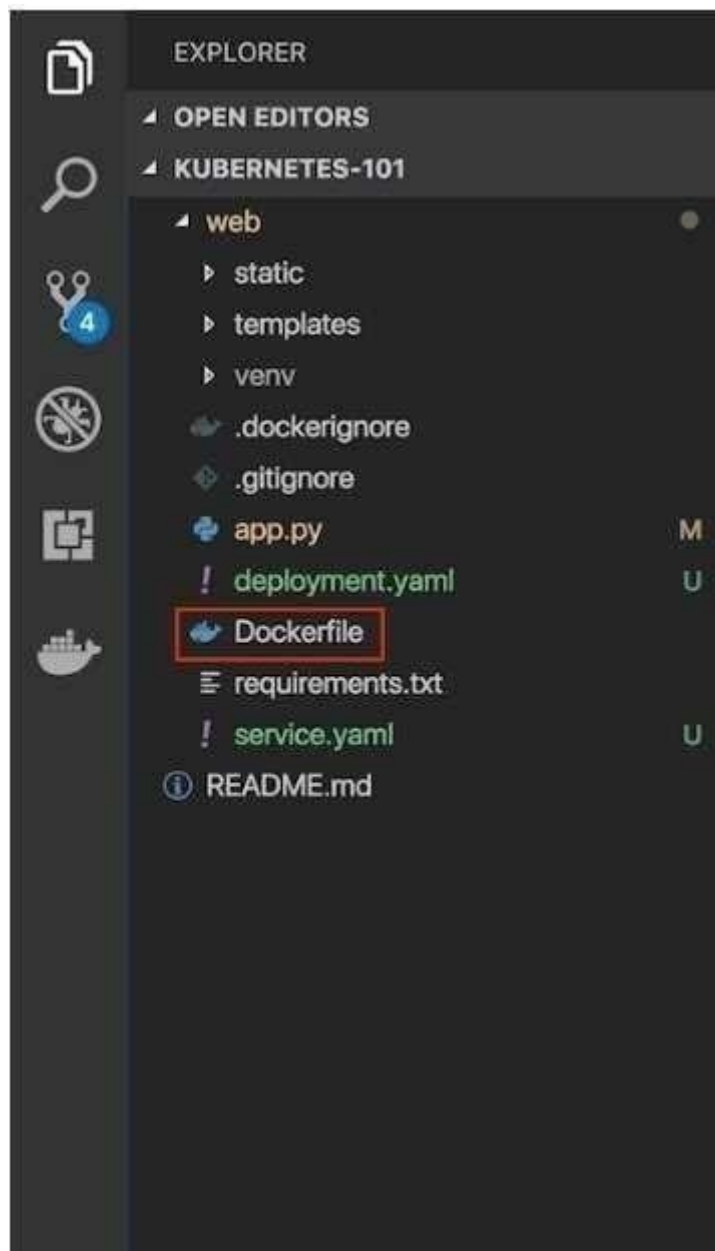 EXPLORER
OPEN EDITORS
KUBERNETES-101
web
static
templates
4
venv
.dockerignore
.gitignore
app.py M
deployment.yaml U
Dockerfile
requirements.txt
service.yaml U
README.md